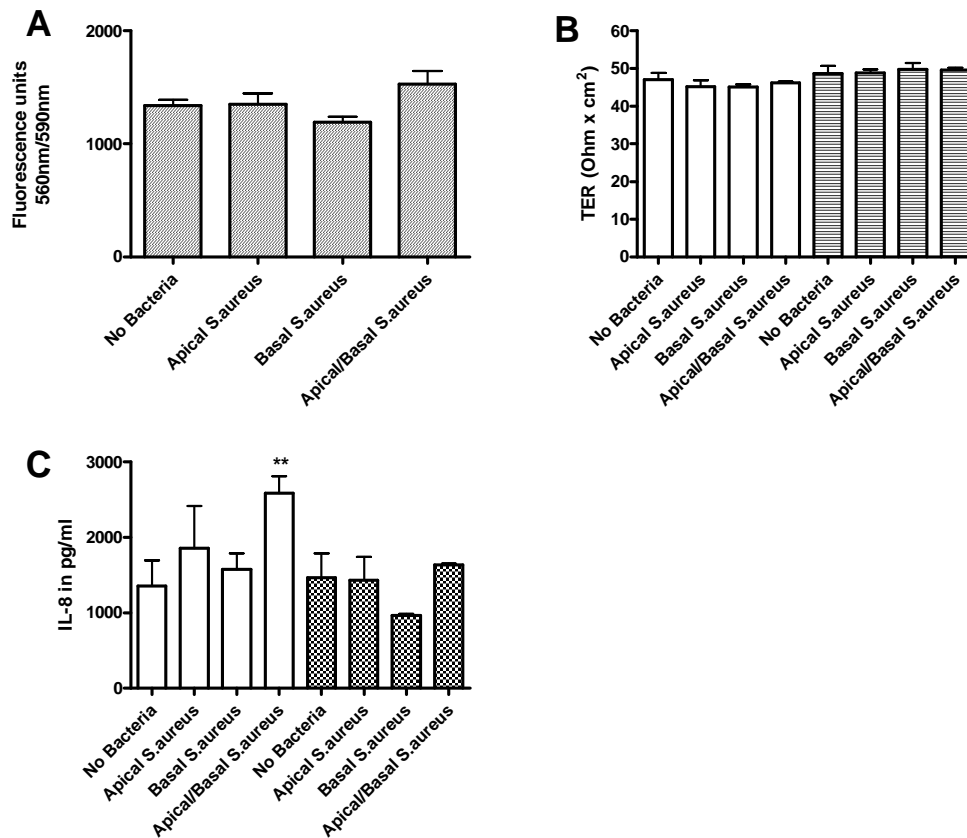 A
Fluorescence units
560nm/590nm
2000
1000
0
No Bacteria
Apical S.aureus
Basal S.aureus
Apical/Basal S.aureus
B
TER (Ohm x cm²)
60
50
40
30
20
10
0
No Bacteria
Apical S.aureus
Basal S.aureus
Apical/Basal S.aureus
No Bacteria
Apical S.aureus
Basal S.aureus
Apical/Basal S.aureus
C
IL-8 in pg/ml
3000
2000
1000
0
**
No Bacteria
Apical S.aureus
Basal S.aureus
Apical/Basal S.aureus
No Bacteria
Apical S.aureus
Basal S.aureus
Apical/Basal S.aureus